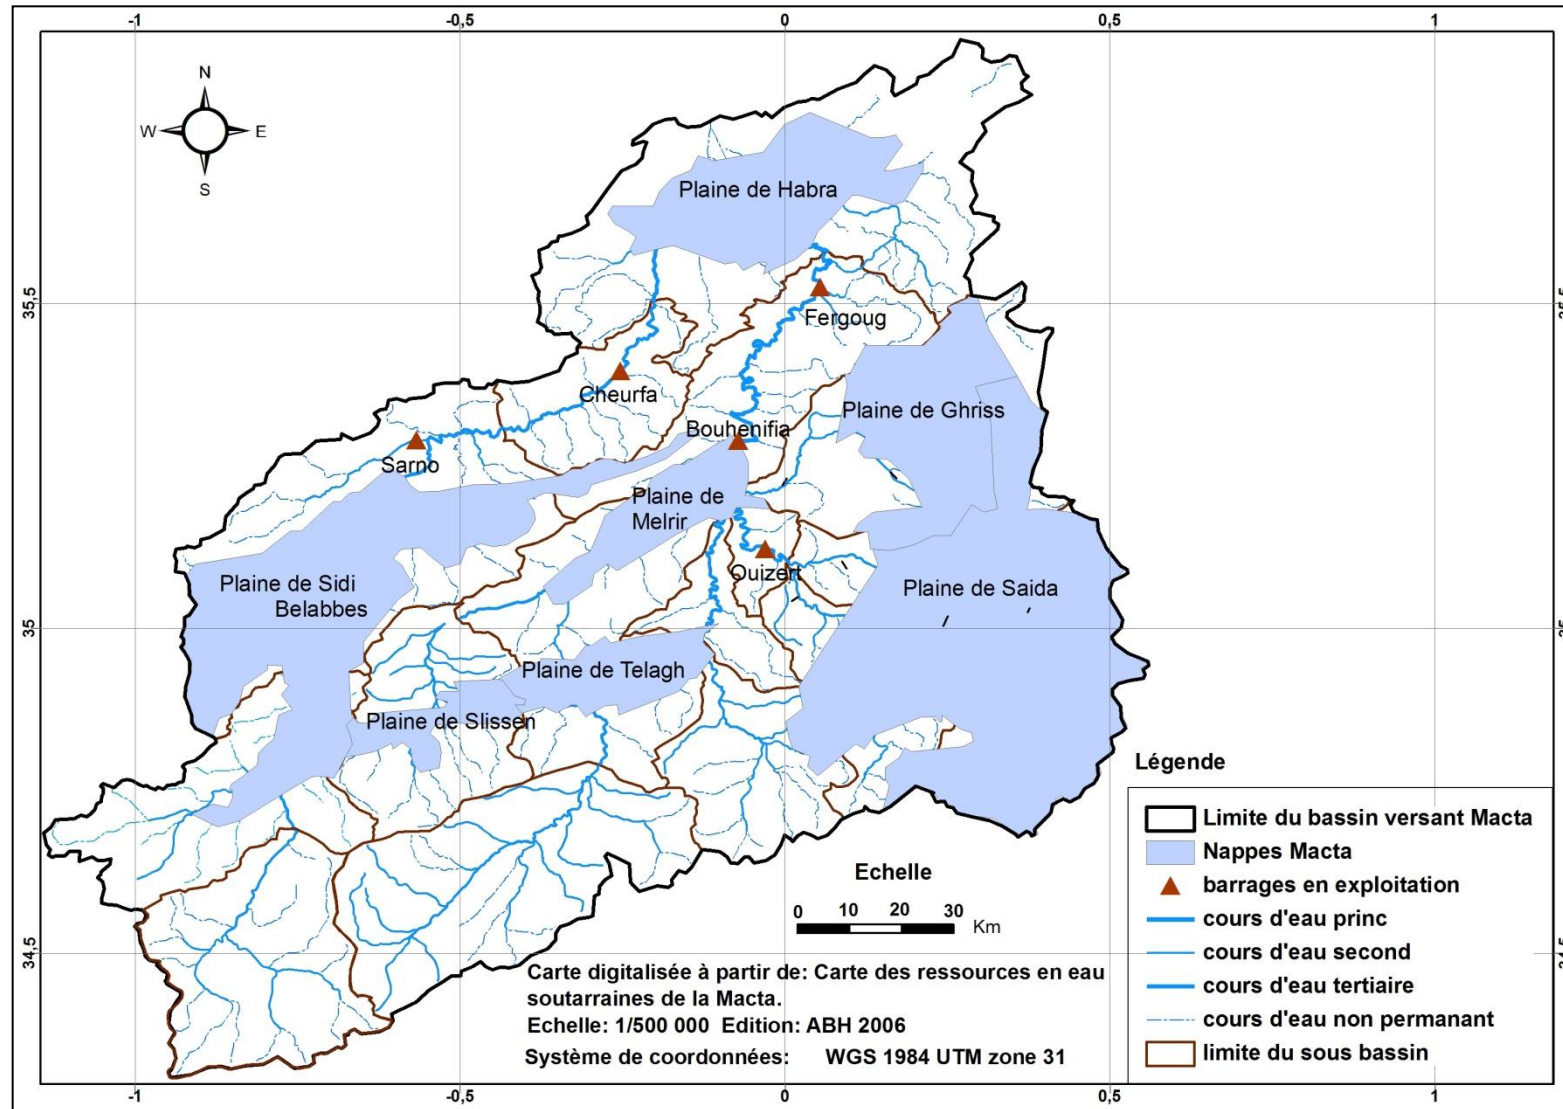 -1
-0,5
0
0,5
1
N
W
E
S
Plaine de Habra
35,5
Fergoug
Cheurfa
Plaine de Ghriss
Bouhenifia
Sarno
Plaine de
Melrir
Ouizert
Plaine de Sidi
Belabbes
Plaine de Saida
35
Plaine de Telagh
Plaine de Slissen
Légende
Limite du bassin versant Macta
Nappes Macta
barrages en exploitation
cours d'eau princ
cours d'eau second
cours d'eau tertiaire
cours d'eau non permanant
limite du sous bassin
Echelle
0 10 20 30
Km
34,5
Carte digitalisée à partir de: Carte des ressources en eau
soutarraines de la Macta.
Echelle: 1/500 000 Edition: ABH 2006
Système de coordonnées: WGS 1984 UTM zone 31
-1
-0,5
0
0,5
1